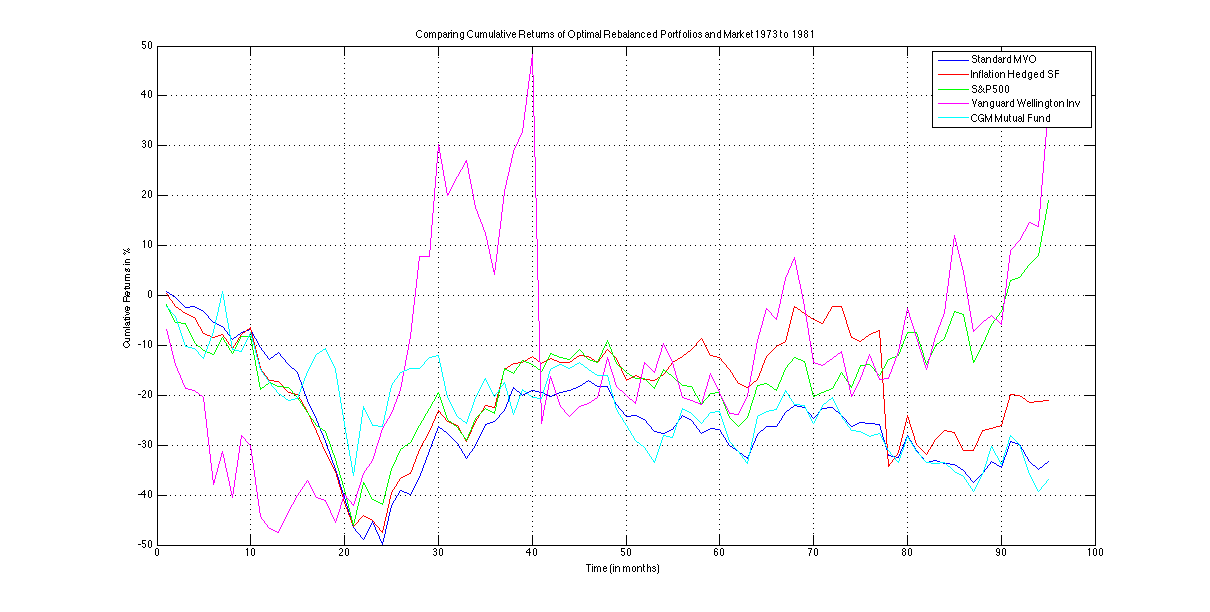 Comparing Cumulative Returns of Optimal Rebalanced Portfolios and Market 1973 to 1981
50
40
30
20
10
0
-10
-20
-30
-40
-50
Cumlative Returns in %
Standard MVO
Inflation Hedged SF
S&P500
Vanguard Wellington Inv
CGM Mutual Fund
0 10 20 30 40 50 60 70 80 90 100
Time (in months)